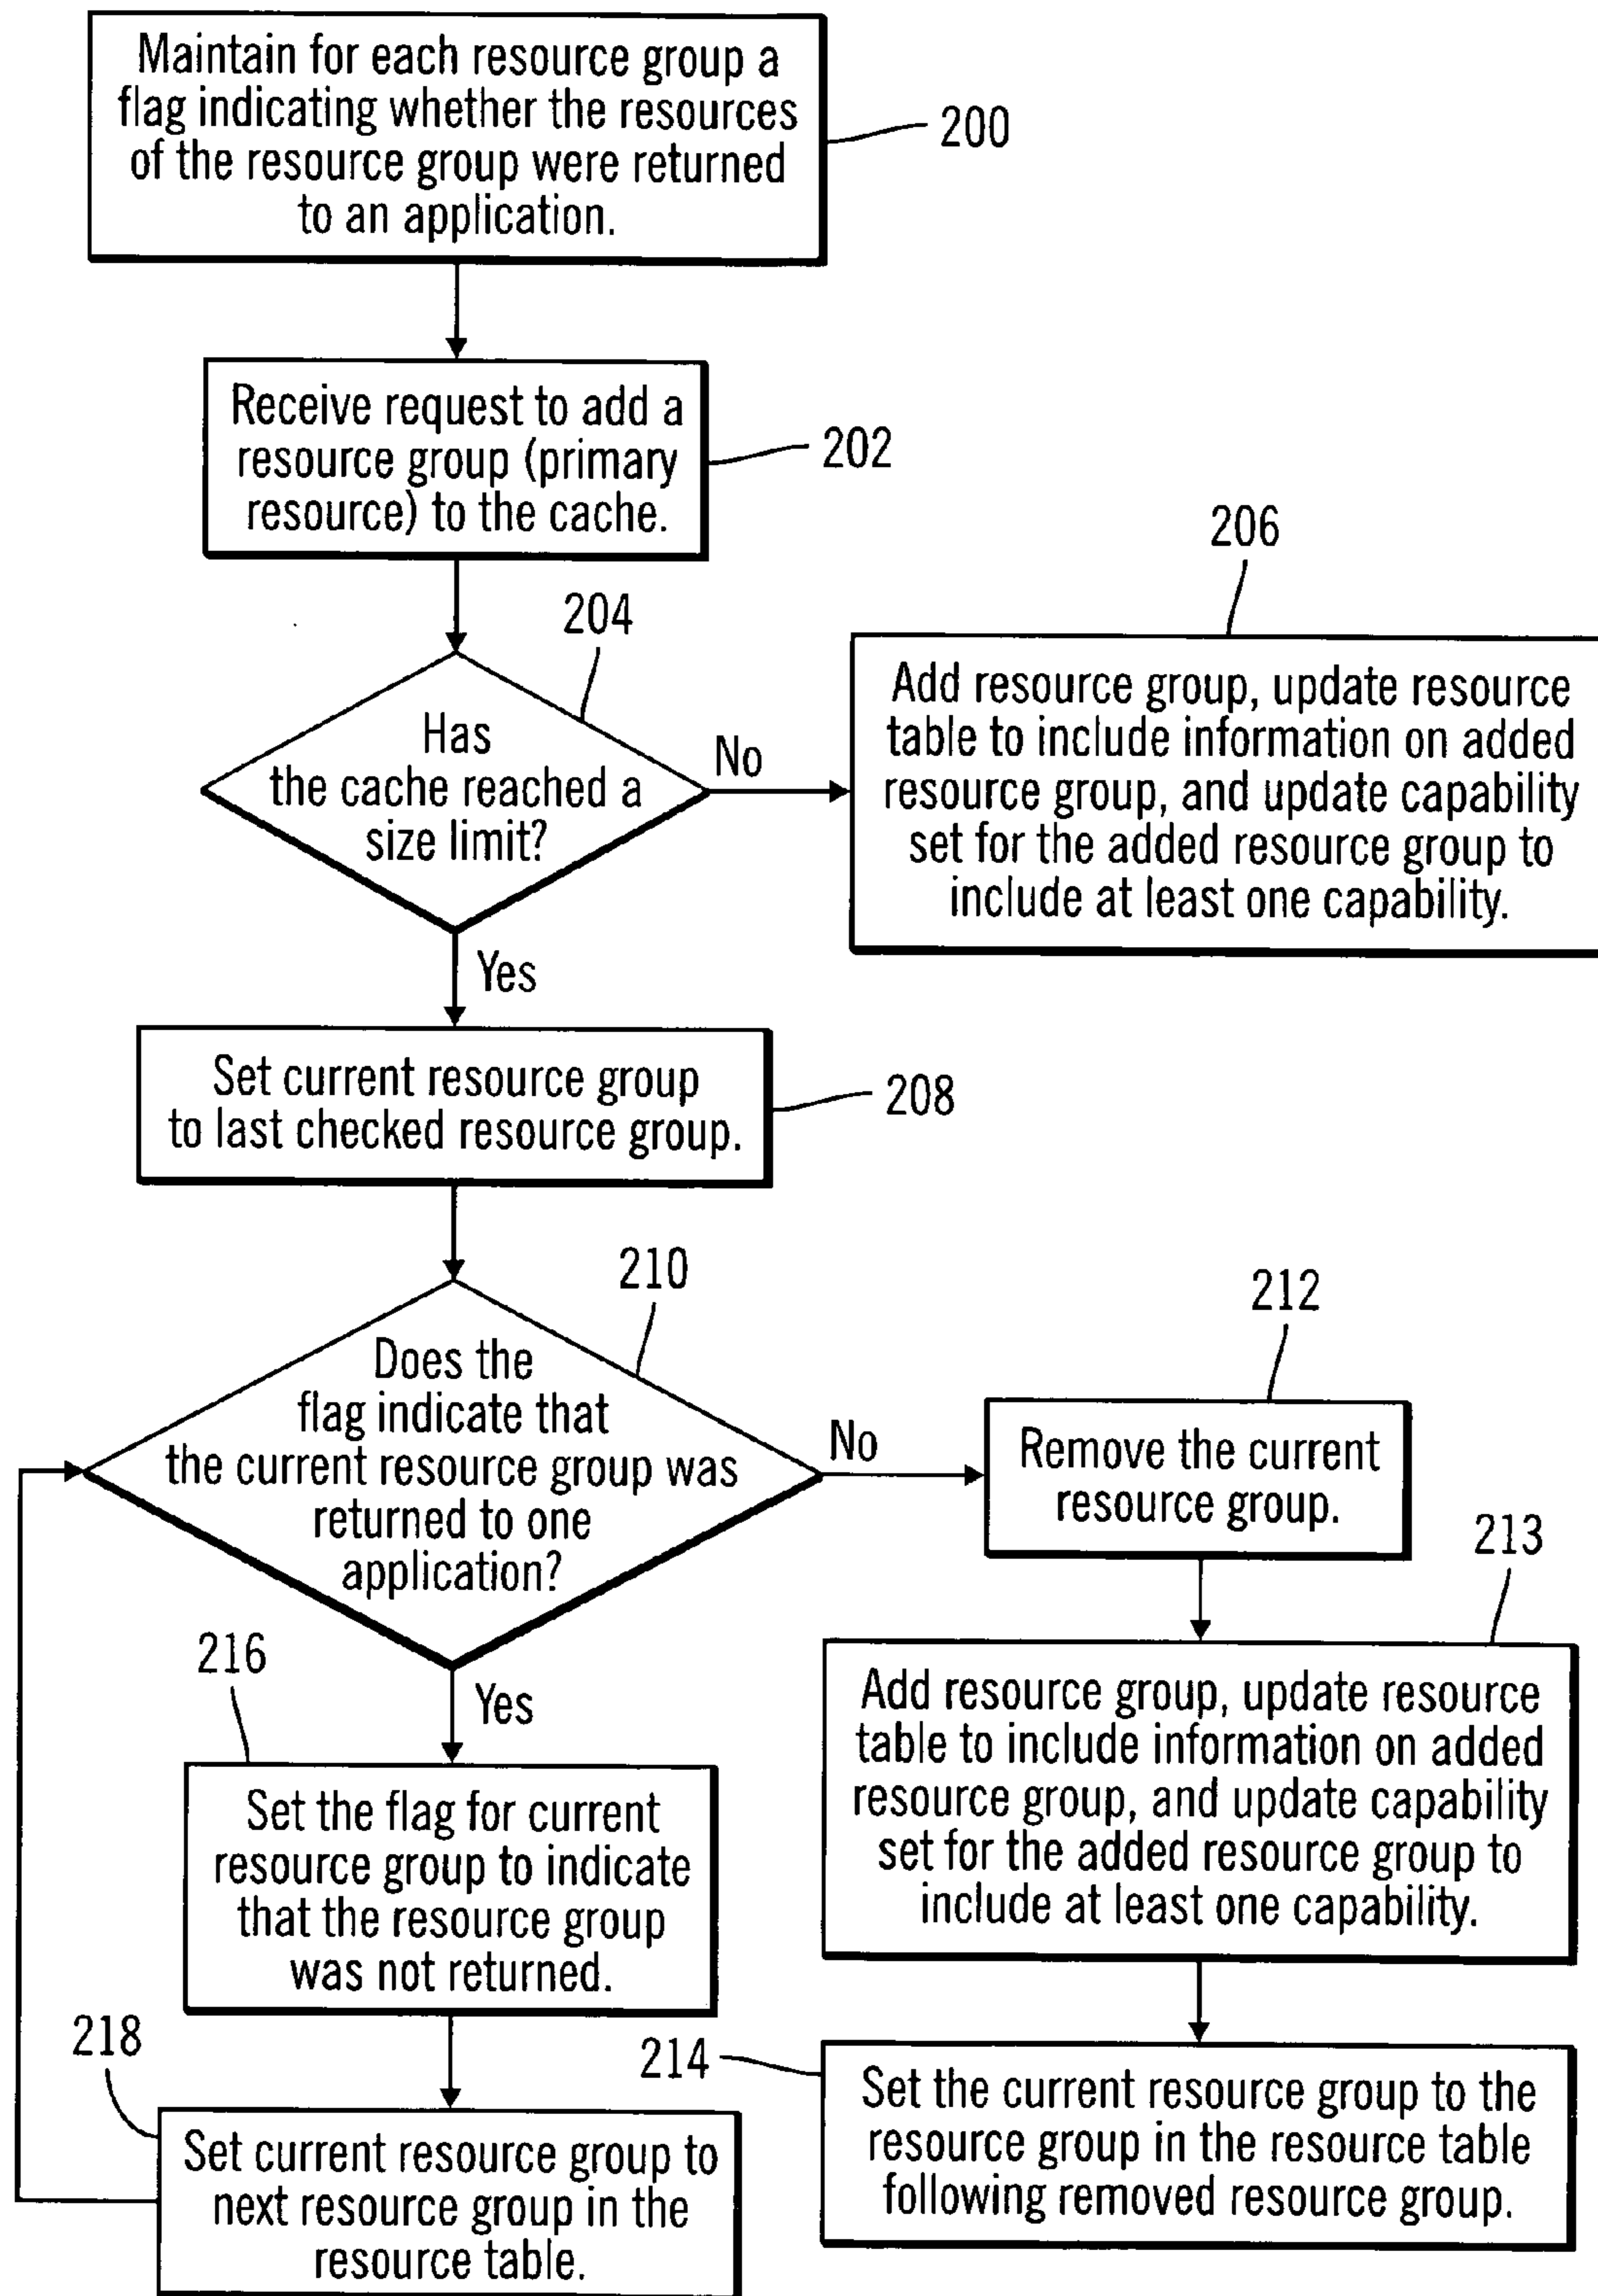 Maintain for each resource group a
flag indicating whether the resources
of the resource group were returned
to an application.
200
Receive request to add a
resource group (primary
resource) to the cache.
202
204
Has
the cache reached a
size limit?
No
206
Add resource group, update resource
table to include information on added
resource group, and update capability
set for the added resource group to
include at least one capability.
Yes
Set current resource group
to last checked resource group.
208
210
Does the
flag indicate that
the current resource group was
returned to one
application?
No
212
Remove the current
resource group.
213
Add resource group, update resource
table to include information on added
resource group, and update capability
set for the added resource group to
include at least one capability.
214
Set the current resource group to the
resource group in the resource table
following removed resource group.
Yes
216
Set the flag for current
resource group to indicate
that the resource group
was not returned.
218
Set current resource group to
next resource group in the
resource table.